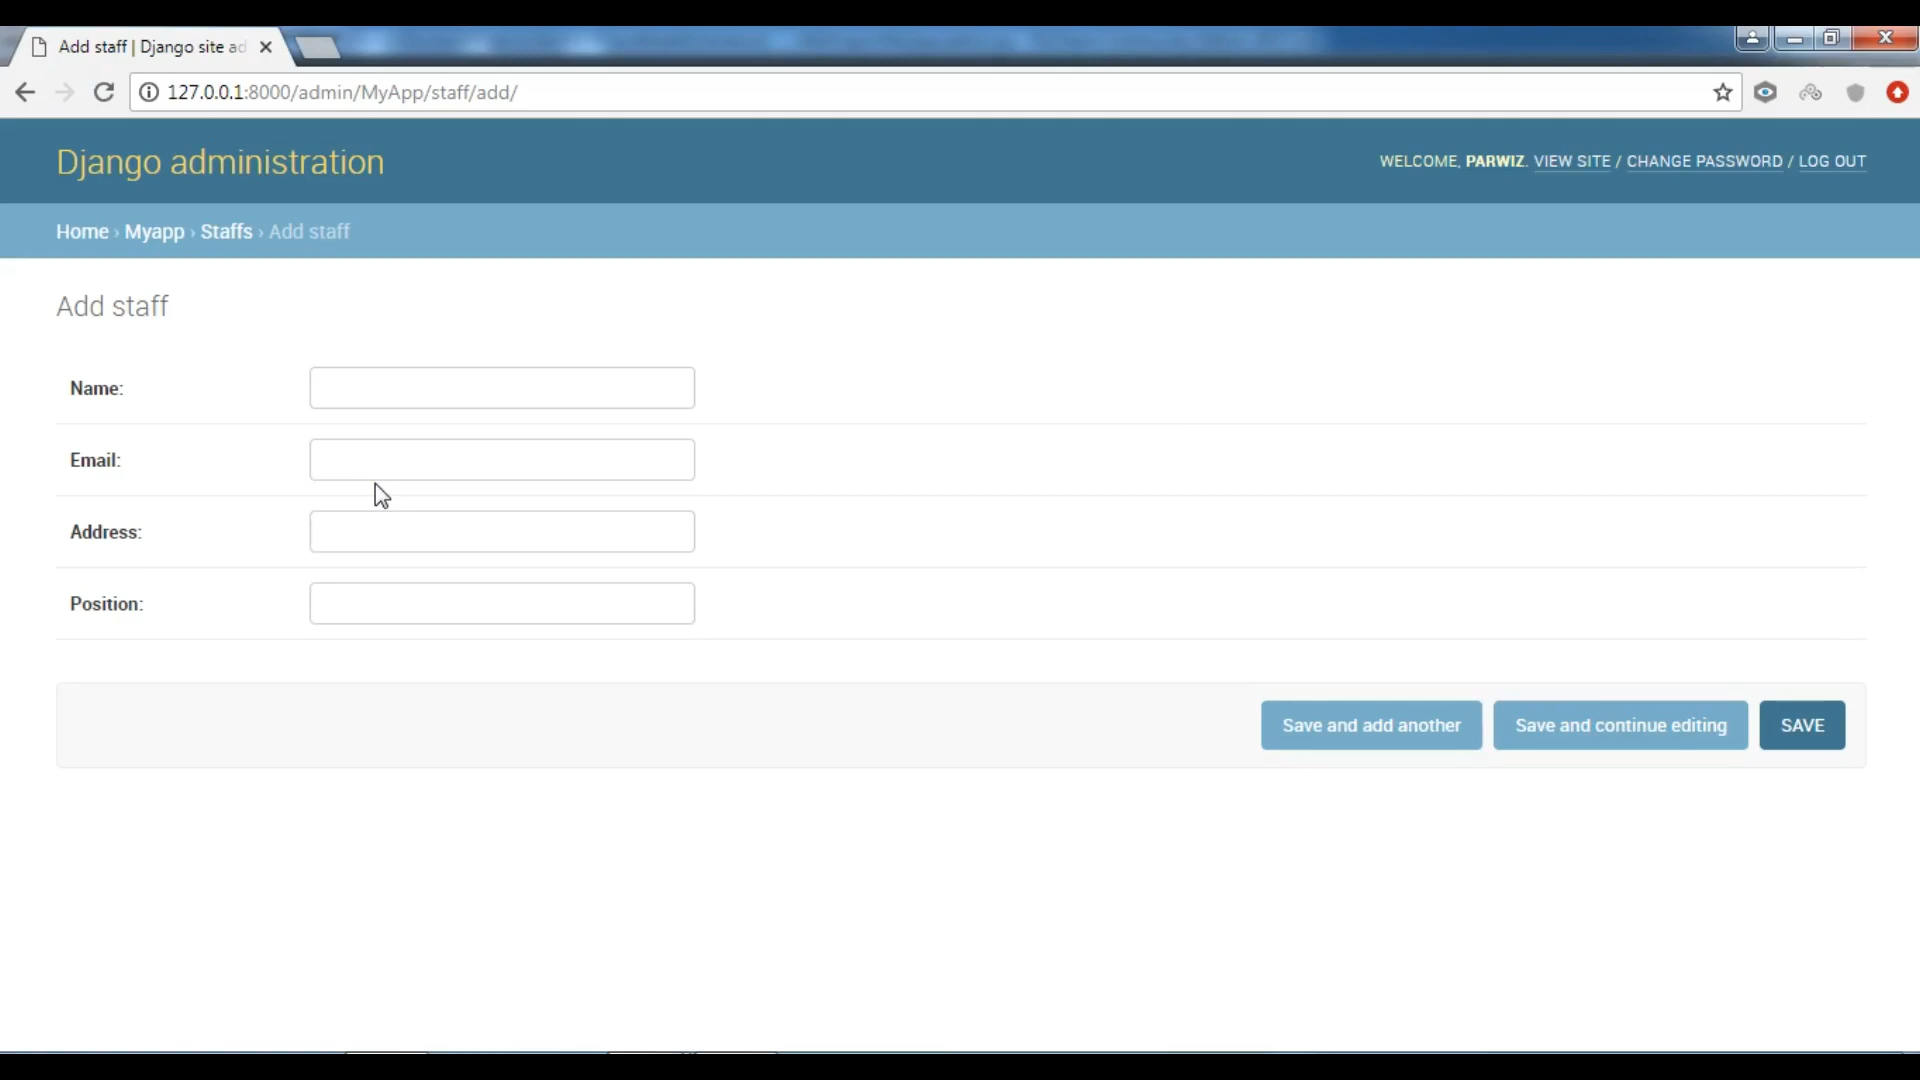 Add staff | Django site ad
127.0.0.1:8000/admin/MyApp/staff/add/
Django administration
WELCOME, PARWIZ. VIEW SITE / CHANGE PASSWORD / LOG OUT
Home › Myapp › Staffs › Add staff
Add staff
Name:
Email:
Address:
Position:
Save and add another
Save and continue editing
SAVE